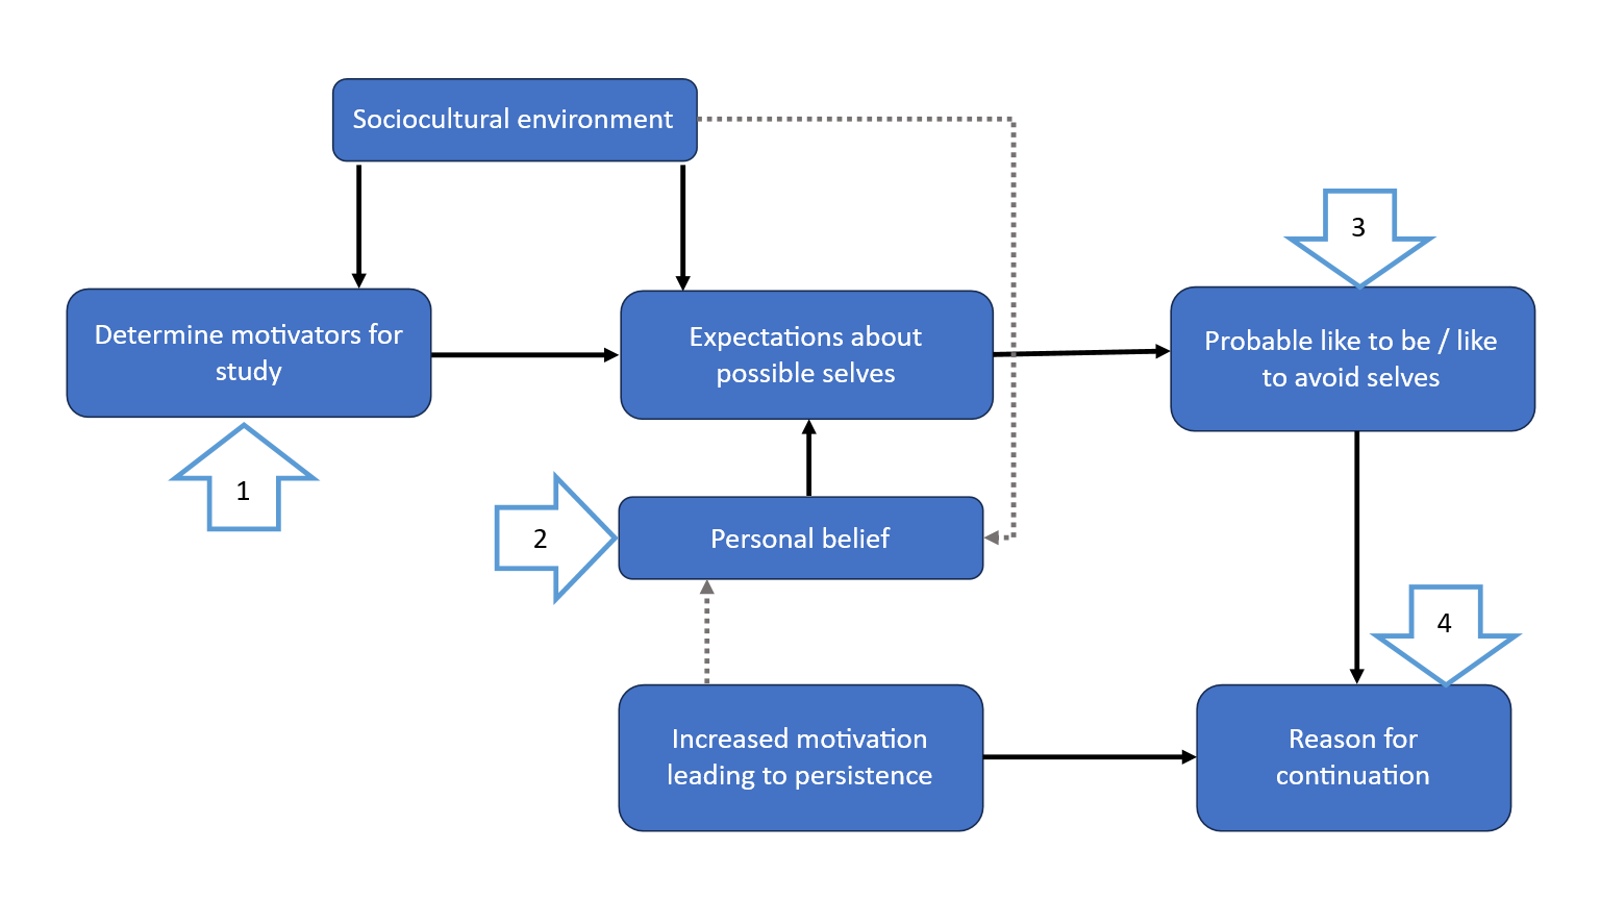 Sociocultural environment
3
Determine motivators for
study
Expectations about
possible selves
Probable like to be / like
to avoid selves
1
2
Personal belief
4
Increased motivation
leading to persistence
Reason for
continuation